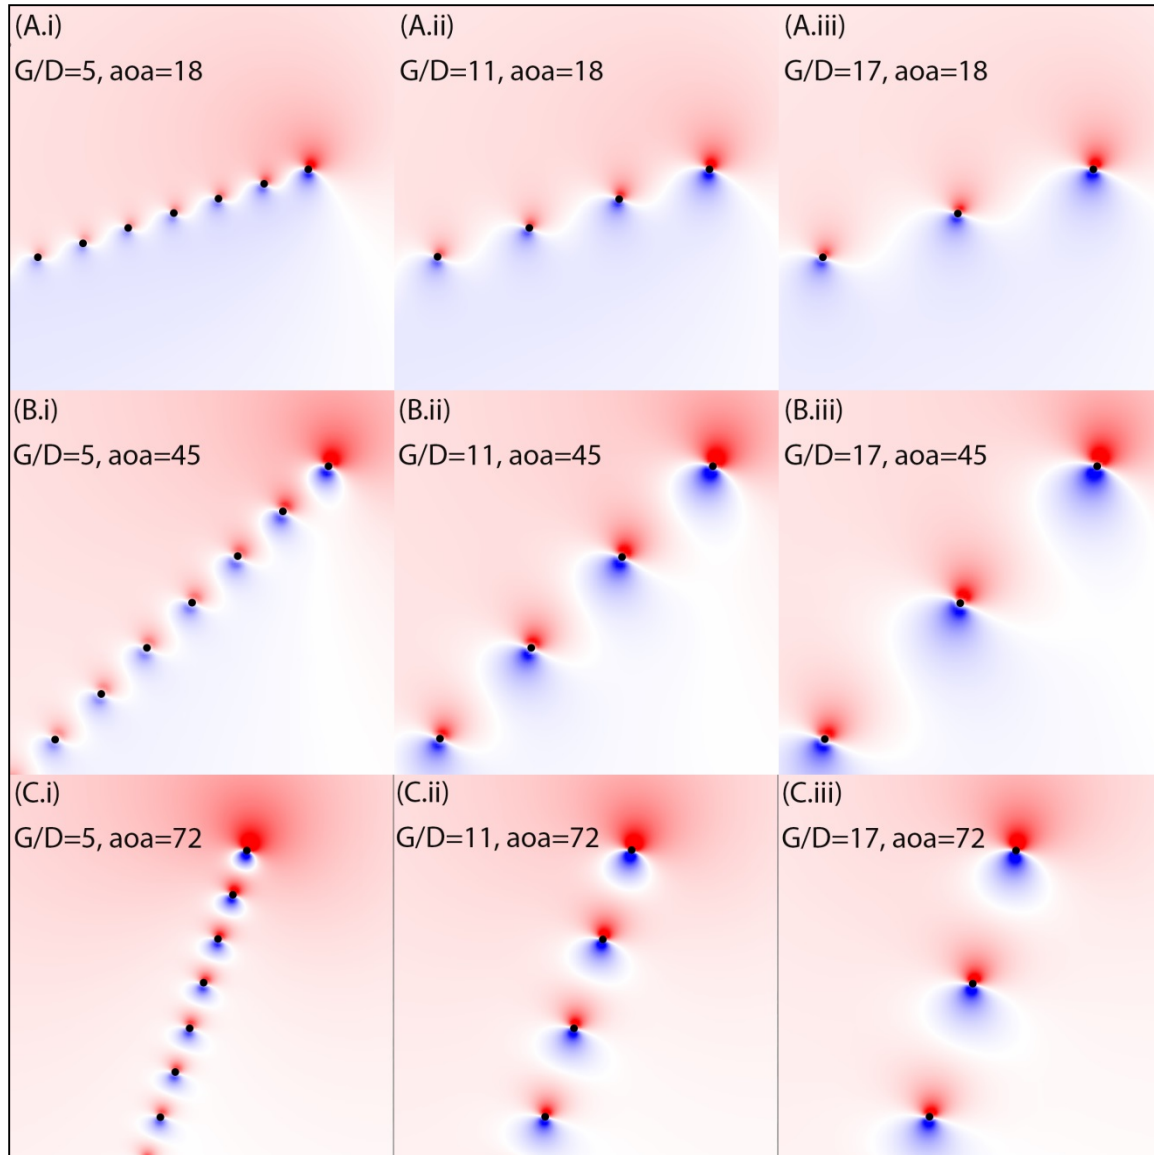 (A.i)
G/D=5, aoa=18
(A.ii)
G/D=11, aoa=18
(A.iii)
G/D=17, aoa=18
(B.i)
G/D=5, aoa=45
(B.ii)
G/D=11, aoa=45
(B.iii)
G/D=17, aoa=45
(C.i)
G/D=5, aoa=72
(C.ii)
G/D=11, aoa=72
(C.iii)
G/D=17, aoa=72